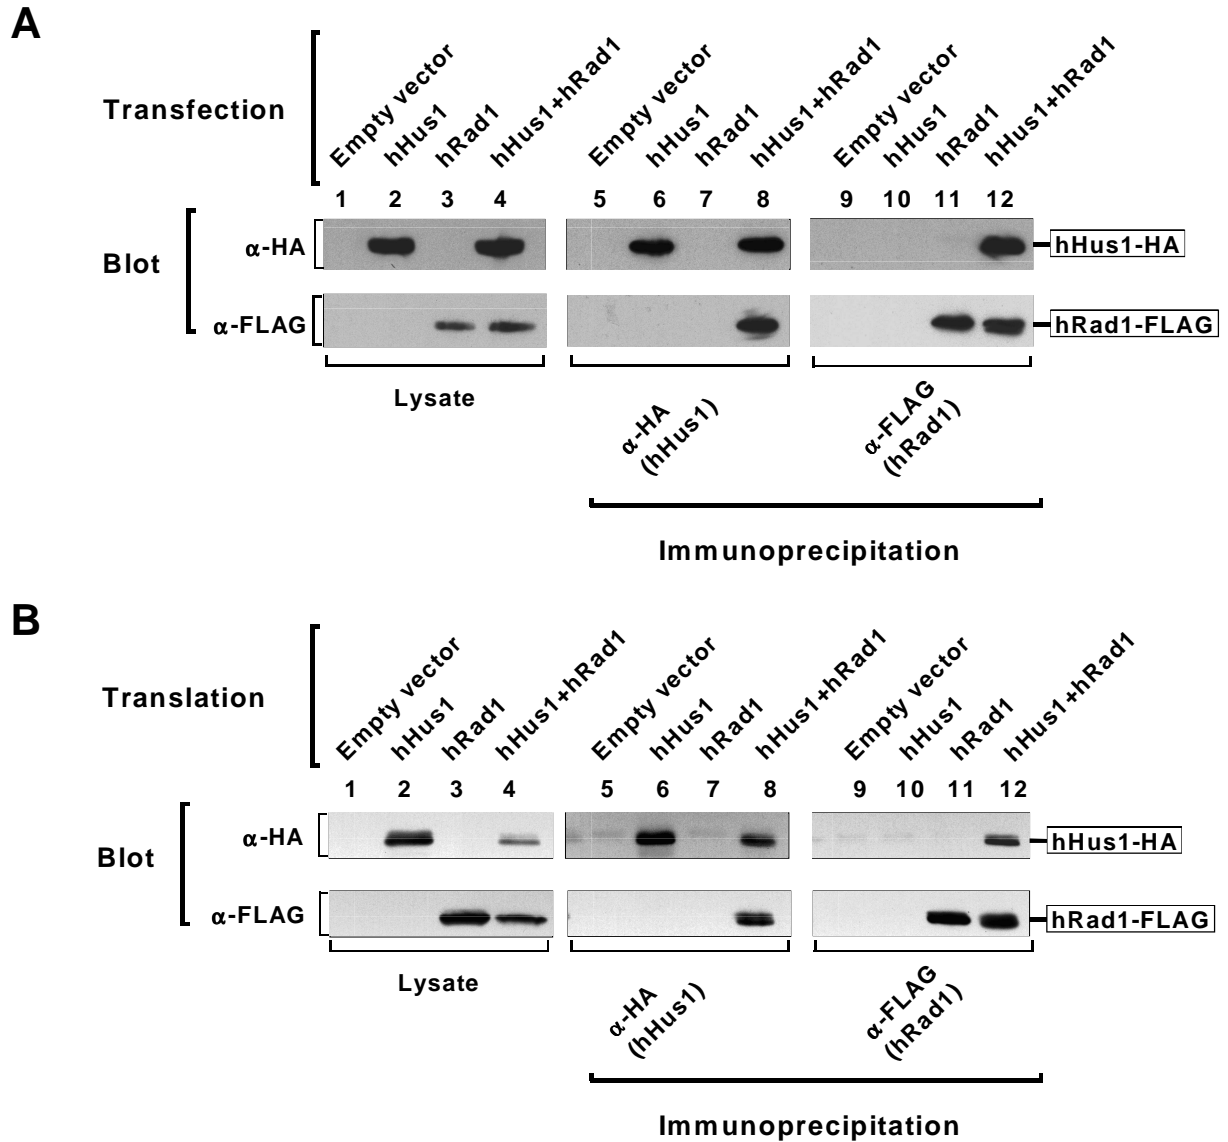 A
Transfection
Empty vector
hHus1
hRad1
hHus1+hRad1
Empty vector
hHus1
hRad1
hHus1+hRad1
Empty vector
hHus1
hRad1
hHus1+hRad1
1 2 3 4 5 6 7 8 9 10 11 12
Blot
α-HA
hHus1-HA
α-FLAG
hRad1-FLAG
Lysate
α-HA
(hHus1)
α-FLAG
(hRad1)
Immunoprecipitation
B
Translation
Empty vector
hHus1
hRad1
hHus1+hRad1
Empty vector
hHus1
hRad1
hHus1+hRad1
Empty vector
hHus1
hRad1
hHus1+hRad1
1 2 3 4 5 6 7 8 9 10 11 12
Blot
α-HA
hHus1-HA
α-FLAG
hRad1-FLAG
Lysate
α-HA
(hHus1)
α-FLAG
(hRad1)
Immunoprecipitation